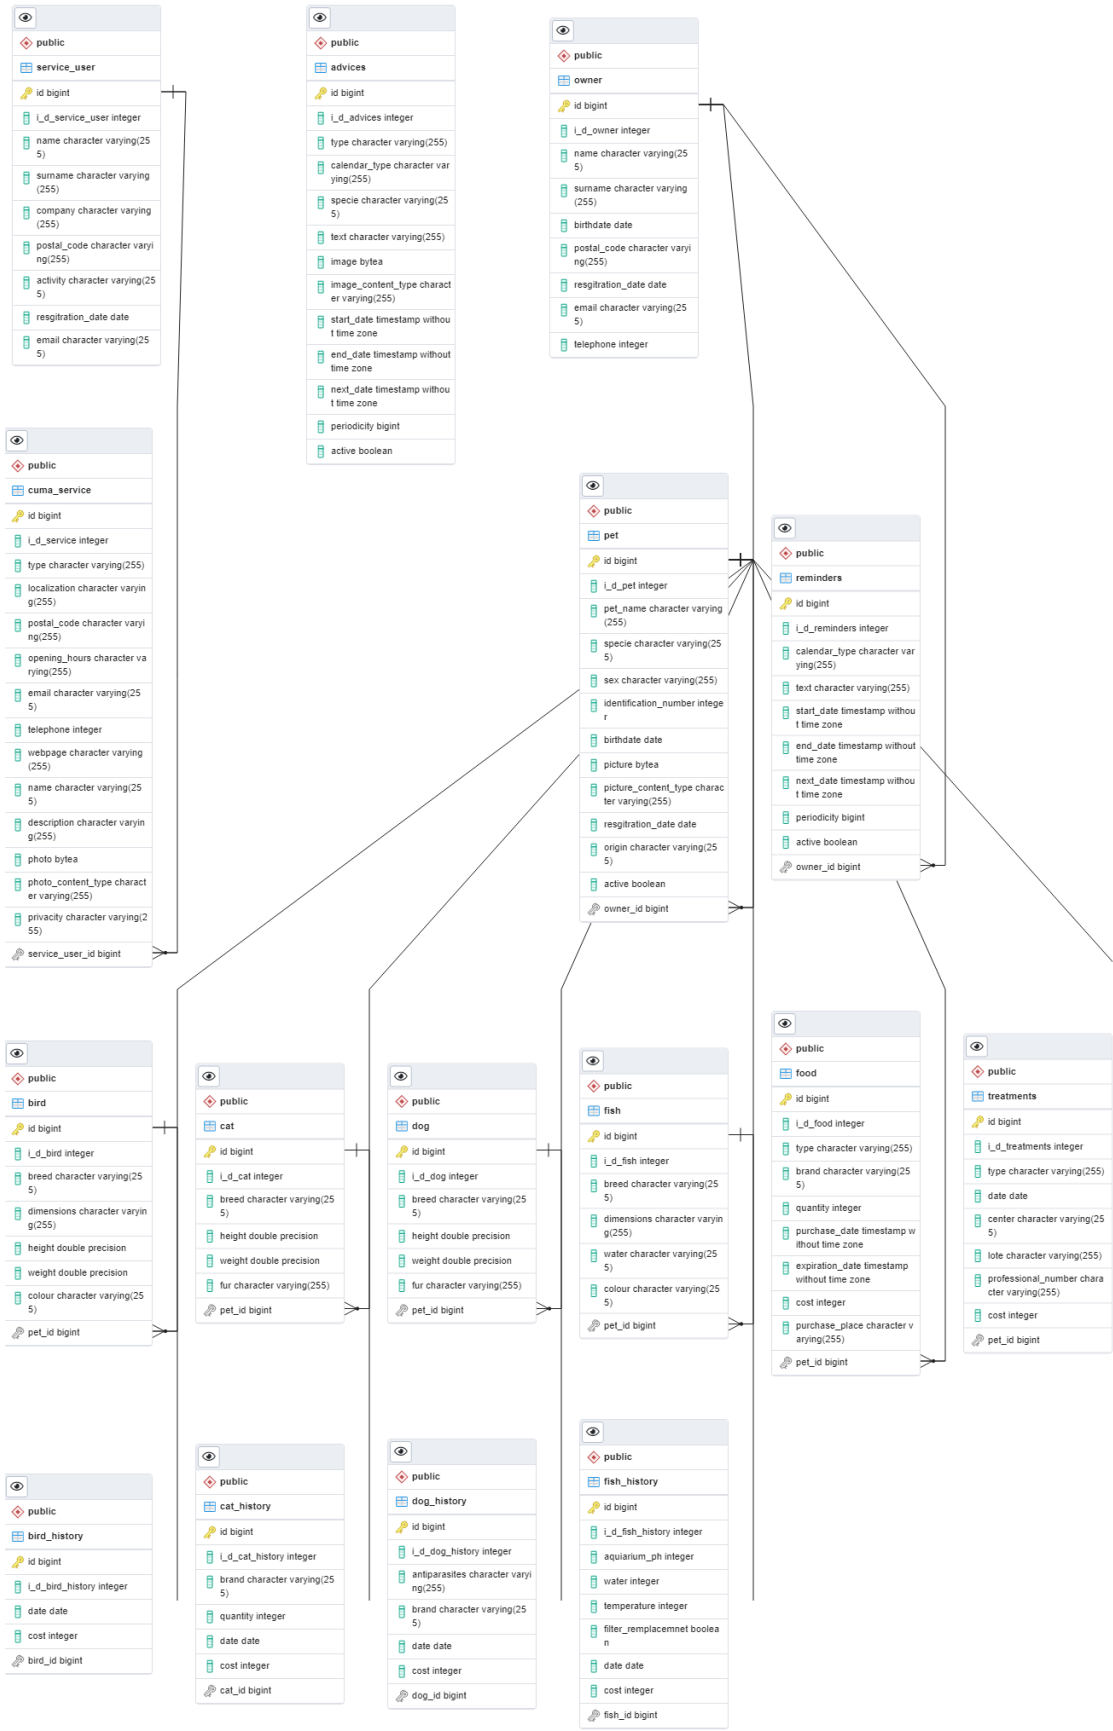 public
service_user
id bigint
i_d_service_user integer
name character varying(25
5)
surname character varying
(255)
company character varying
(255)
postal_code character varyi
ng(255)
activity character varying(25
5)
resgitration_date date
email character varying(25
5)
public
advices
id bigint
i_d_advices integer
type character varying(255)
calendar_type character var
ying(255)
specie character varying(25
5)
text character varying(255)
image bytea
image_content_type charact
er varying(255)
start_date timestamp withou
t time zone
end_date timestamp without
time zone
next_date timestamp withou
t time zone
periodicity bigint
active boolean
public
owner
id bigint
i_d_owner integer
name character varying(25
5)
surname character varying
(255)
birthdate date
postal_code character varyi
ng(255)
resgitration_date date
email character varying(25
5)
telephone integer
public
cuma_service
id bigint
i_d_service integer
type character varying(255)
localization character varyin
g(255)
postal_code character varyi
ng(255)
opening_hours character va
rying(255)
email character varying(25
5)
telephone integer
webpage character varying
(255)
name character varying(25
5)
description character varyin
g(255)
photo bytea
photo_content_type charact
er varying(255)
privacity character varying(2
55)
service_user_id bigint
public
pet
id bigint
i_d_pet integer
pet_name character varying
(255)
specie character varying(25
5)
sex character varying(255)
identification_number intege
r
birthdate date
picture bytea
picture_content_type charac
ter varying(255)
resgitration_date date
origin character varying(25
5)
active boolean
owner_id bigint
public
reminders
id bigint
i_d_reminders integer
calendar_type character var
ying(255)
text character varying(255)
start_date timestamp withou
t time zone
end_date timestamp without
time zone
next_date timestamp withou
t time zone
periodicity bigint
active boolean
owner_id bigint
public
bird
id bigint
i_d_bird integer
breed character varying(25
5)
dimensions character varyin
g(255)
height double precision
weight double precision
colour character varying(25
5)
pet_id bigint
public
cat
id bigint
i_d_cat integer
breed character varying(25
5)
height double precision
weight double precision
fur character varying(255)
pet_id bigint
public
dog
id bigint
i_d_dog integer
breed character varying(25
5)
height double precision
weight double precision
fur character varying(255)
pet_id bigint
public
fish
id bigint
i_d_fish integer
breed character varying(25
5)
dimensions character varyin
g(255)
water character varying(25
5)
colour character varying(25
5)
pet_id bigint
public
food
id bigint
i_d_food integer
type character varying(255)
brand character varying(25
5)
quantity integer
purchase_date timestamp w
ithout time zone
expiration_date timestamp
without time zone
cost integer
purchase_place character v
arying(255)
pet_id bigint
public
treatments
id bigint
i_d_treatments integer
type character varying(255)
date date
center character varying(25
5)
lote character varying(255)
professional_number chara
cter varying(255)
cost integer
pet_id bigint
public
bird_history
id bigint
i_d_bird_history integer
date date
cost integer
bird_id bigint
public
cat_history
id bigint
i_d_cat_history integer
brand character varying(25
5)
quantity integer
date date
cost integer
cat_id bigint
public
dog_history
id bigint
i_d_dog_history integer
antiparasites character varyi
ng(255)
brand character varying(25
5)
date date
cost integer
dog_id bigint
public
fish_history
id bigint
i_d_fish_history integer
aquiarium_ph integer
water integer
temperature integer
filter_remplacemnet boolea
n
date date
cost integer
fish_id bigint